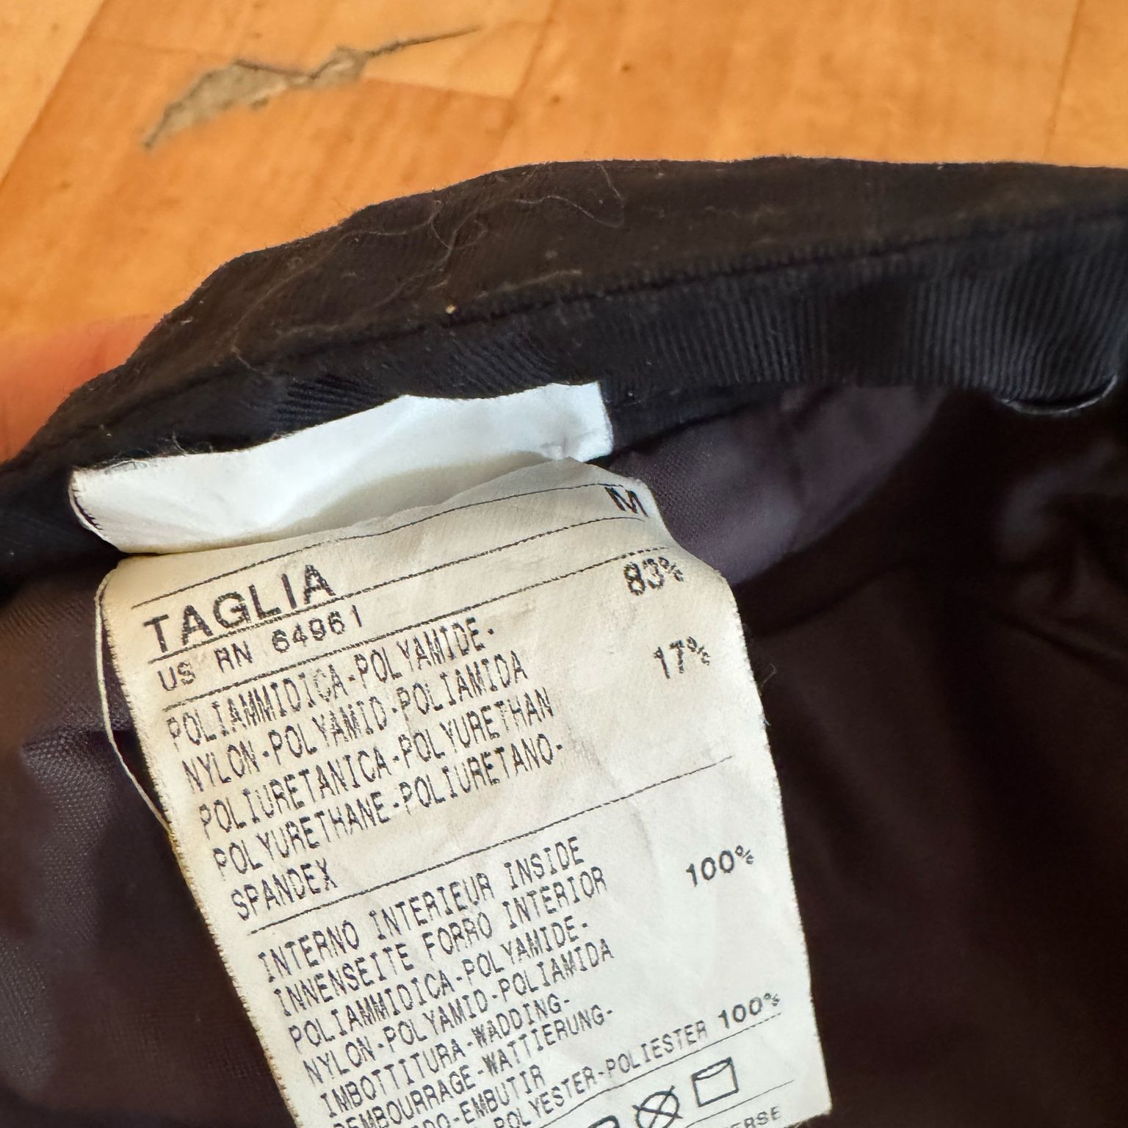 TAGLIA M
US RN 64961
POLIAMMIDICA-POLYAMIDE- 83%
NYLON-POLYAMID-POLIAMIDA
POLIURETANICA-POLYURETHAN 17%
POLYURETHANE-POLIURETANO-
SPANDEX
INTERNO INTERIEUR INSIDE
INNENSEITE FORRO INTERIOR
POLIAMMIDICA-POLYAMIDE- 100%
NYLON-POLYAMID-POLIAMIDA
IMBOTTITURA-WADDING-
REMBOURRAGE-WATTIERUNG-
-EMBUTIR
POLYESTER-POLIESTER 100%